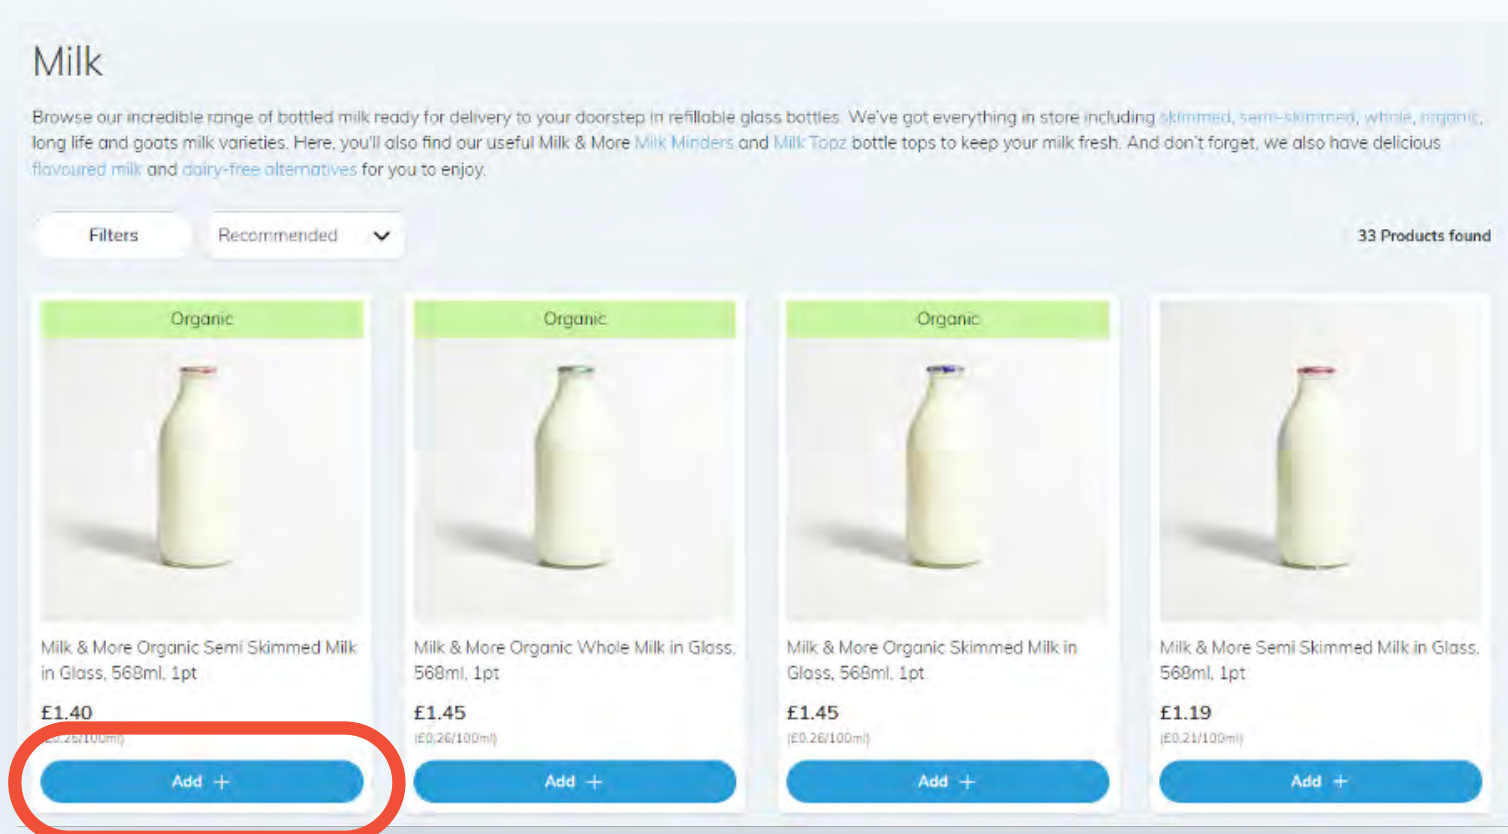 Milk
Browse our incredible range of bottled milk ready for delivery to your doorstep in refillable glass bottles. We've got everything in store including skimmed, semi-skimmed, whole, organic,
long life and goats milk varieties. Here, you'll also find our useful Milk & More Milk Minders and Milk Topz bottle tops to keep your milk fresh. And don't forget, we also have delicious
flavoured milk and dairy-free alternatives for you to enjoy.
Filters Recommended 33 Products found
Organic Organic Organic
Milk & More Organic Semi Skimmed Milk
in Glass, 568ml, 1pt
£1.40
(£0.25/100ml)
Add +
Milk & More Organic Whole Milk in Glass,
568ml, 1pt
£1.45
(£0.26/100ml)
Add +
Milk & More Organic Skimmed Milk in
Glass, 568ml, 1pt
£1.45
(£0.26/100ml)
Add +
Milk & More Semi Skimmed Milk in Glass,
568ml, 1pt
£1.19
(£0.21/100ml)
Add +